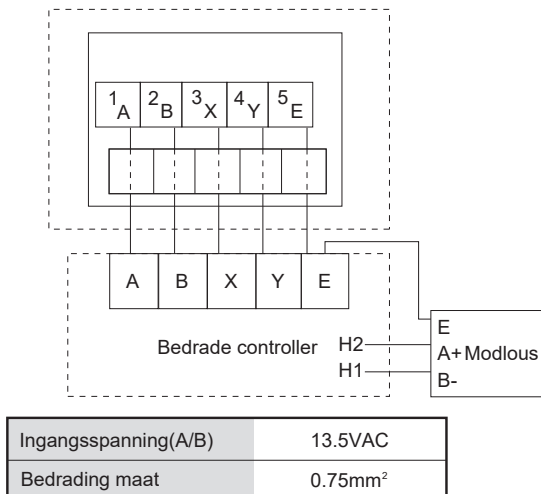 1A 2B 3X 4Y 5E
A B X Y E
Bedrade controller
H2
H1
E
A+ Modlous
B-
Ingangsspanning(A/B) 13.5VAC
Bedrading maat 0.75mm²